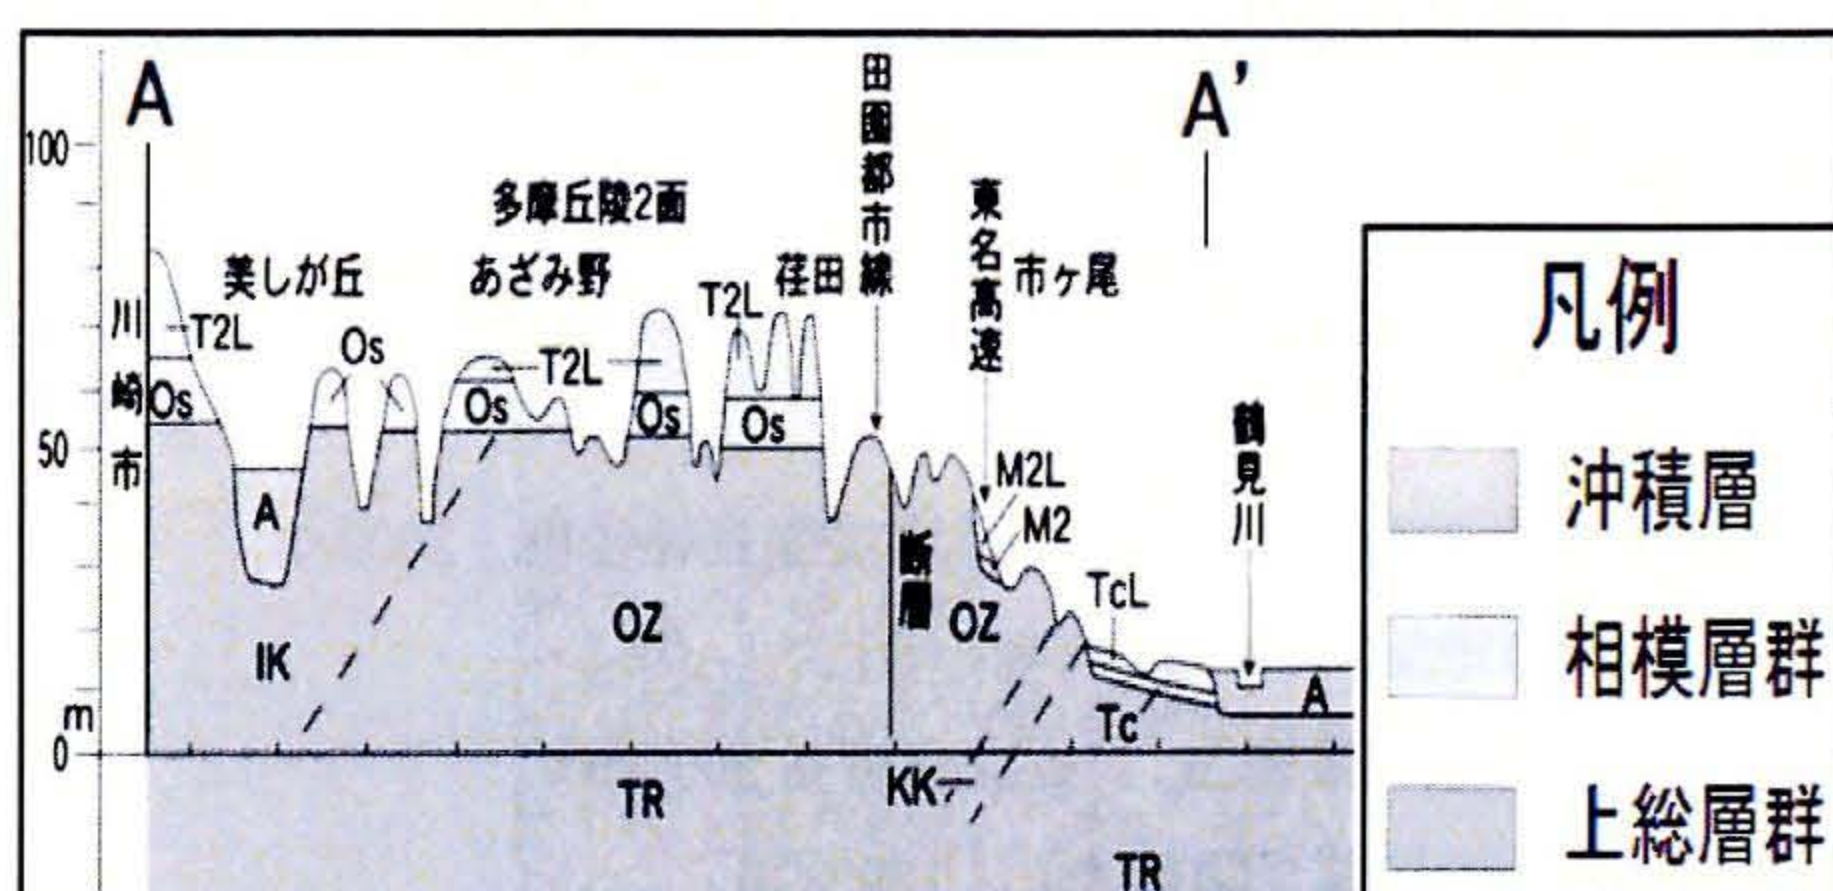 A
A'
100
50
m
0
田園都市線
多摩丘陵2面
東名高速
美しが丘
あざみ野
荏田
市ヶ尾
川崎市
T2L
T2L
T2L
Os
Os
Os
Os
Os
A
M2L
M2
鶴見川
断層
TcL
IK
OZ
OZ
Tc
A
TR
KK
TR
凡例
沖積層
相模層群
上総層群